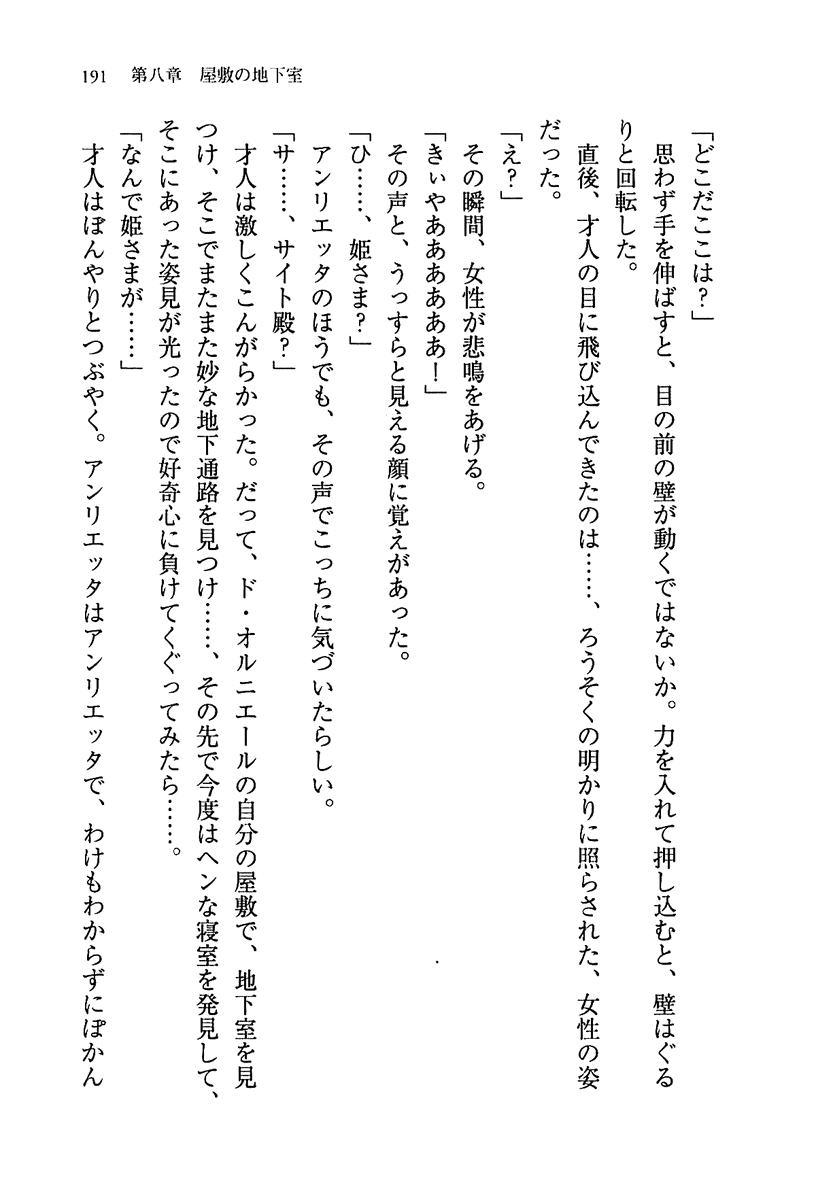 191　第八章　屋敷の地下室
「どこだここは？」
　思わず手を伸ばすと、目の前の壁が動くではないか。力を入れて押し込むと、壁はぐる
りと回転した。
　直後、才人の目に飛び込んできたのは……、ろうそくの明かりに照らされた、女性の姿
だった。
「え？」
　その瞬間、女性が悲鳴をあげる。
「きぃやああああああ！」
　その声と、うっすらと見える顔に覚えがあった。
「ひ……、姫さま？」
　アンリエッタのほうでも、その声でこっちに気づいたらしい。
「サ……、サイト殿？」
　才人は激しくこんがらかった。だって、ド・オルニエールの自分の屋敷で、地下室を見
つけ、そこでまたまた妙な地下通路を見つけ……、その先で今度はヘンな寝室を発見して、
そこにあった姿見が光ったので好奇心に負けてくぐってみたら……。
「なんで姫さまが……」
　才人はぼんやりとつぶやく。アンリエッタはアンリエッタで、わけもわからずにぽかん